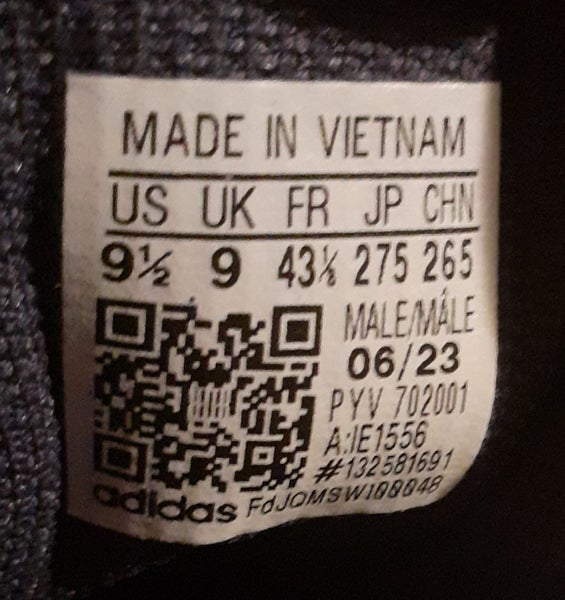 MADE IN VIETNAM
US UK FR JP CHN
9½ 9 43⅓ 275 265
MALE/MÂLE
06/23
PYV 702001
A:IE1556
#132581691
adidas